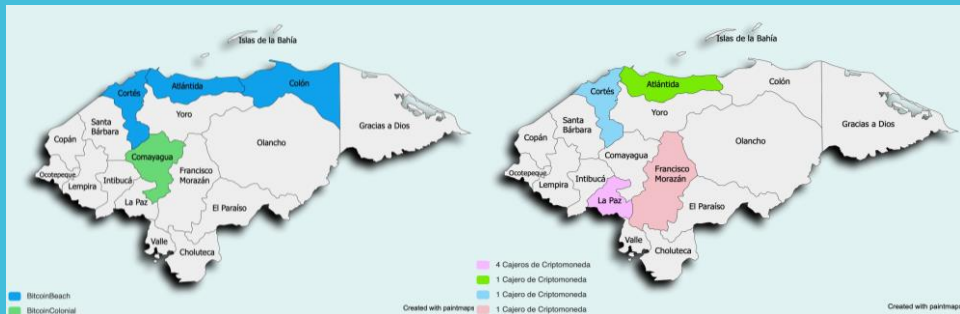 Islas de la Bahía
Cortés
Atlántida
Colón
Yoro
Santa
Bárbara
Copán
Gracias a Dios
Olancho
Comayagua
Ocotepeque
Lempira
Intibucá
Francisco
Morazán
La Paz
El Paraíso
Valle
Choluteca
BitcoinBeach
BitcoinColonial
Created with paintmaps
Islas de la Bahía
Cortés
Atlántida
Colón
Yoro
Santa
Bárbara
Copán
Gracias a Dios
Olancho
Comayagua
Ocotepeque
Lempira
Intibucá
Francisco
Morazán
La Paz
El Paraíso
Valle
Choluteca
4 Cajeros de Criptomoneda
1 Cajero de Criptomoneda
1 Cajero de Criptomoneda
1 Cajero de Criptomoneda
Created with paintmaps